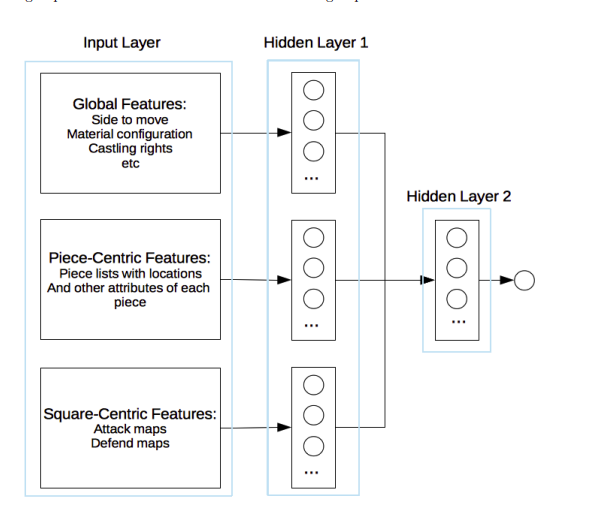 Input Layer
Hidden Layer 1
Global Features:
Side to move
Material configuration
Castling rights
etc
...
Hidden Layer 2
Piece-Centric Features:
Piece lists with locations
And other attributes of each
piece
...
...
Square-Centric Features:
Attack maps
Defend maps
...